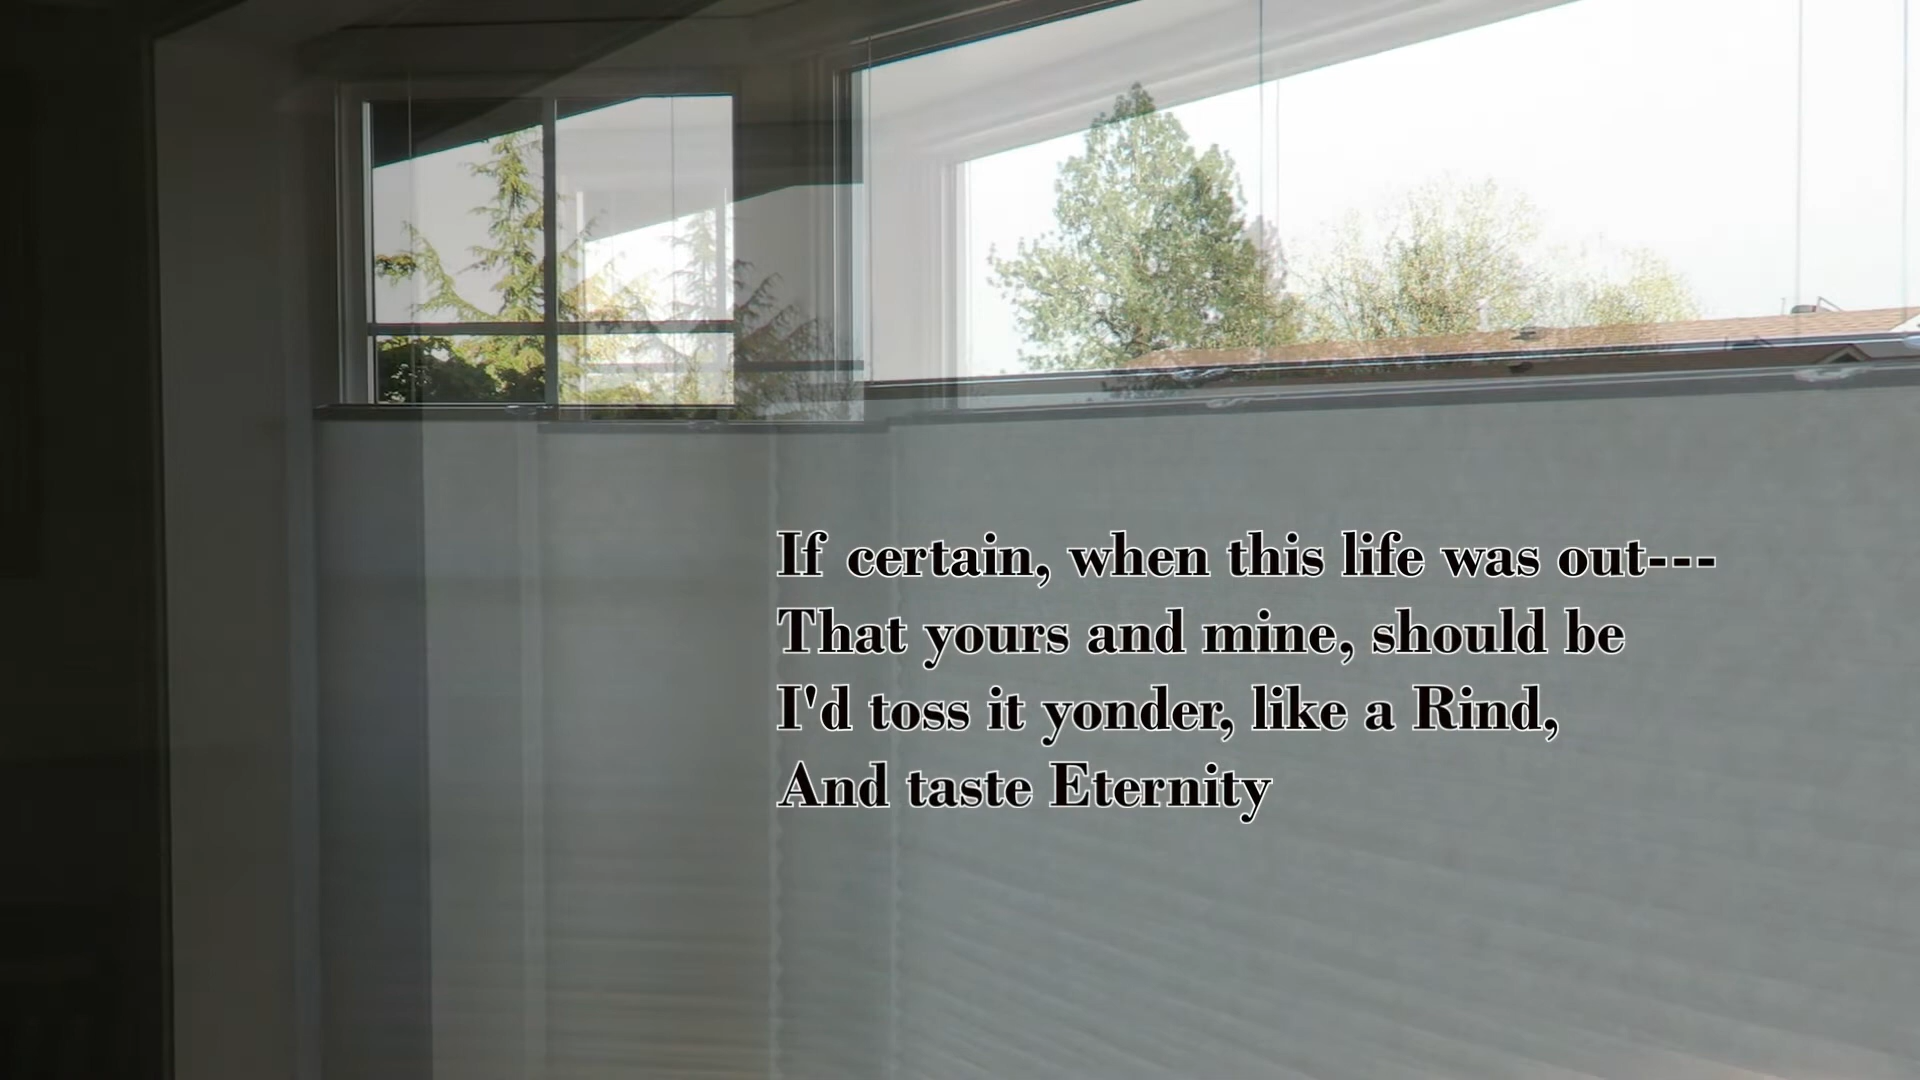 If certain, when this life was out---
That yours and mine, should be
I'd toss it yonder, like a Rind,
And taste Eternity